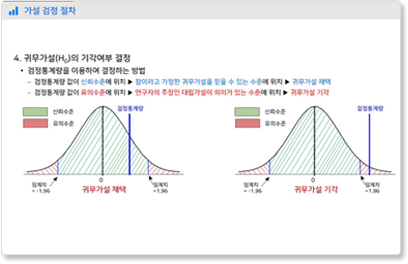 가설 검정 절차
4. 귀무가설(H0)의 기각여부 결정
• 검정통계량을 이용하여 결정하는 방법
– 검정통계량 값이 신뢰수준에 위치 ▶ 참이라고 가정한 귀무가설을 믿을 수 있는 수준에 위치 ▶ 귀무가설 채택
– 검정통계량 값이 유의수준에 위치 ▶ 연구자의 주장인 대립가설이 의미가 있는 수준에 위치 ▶ 귀무가설 기각
신뢰수준 검정통계량 신뢰수준 검정통계량
유의수준 유의수준
임계치 0 임계치 임계치 0 임계치
= -1.96 귀무가설 채택 = 1.96 = -1.96 귀무가설 기각 = 1.96